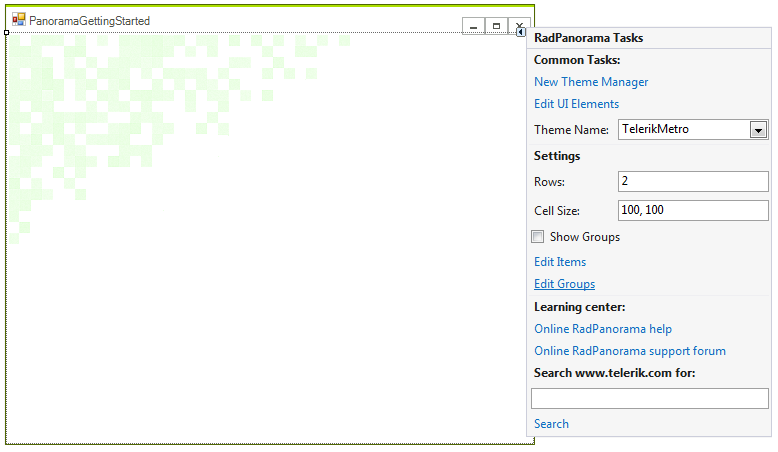 PanoramaGettingStarted
RadPanorama Tasks
Common Tasks:
New Theme Manager
Edit UI Elements
Theme Name: TelerikMetro
Settings
Rows: 2
Cell Size: 100, 100
Show Groups
Edit Items
Edit Groups
Learning center:
Online RadPanorama help
Online RadPanorama support forum
Search www.telerik.com for:
Search